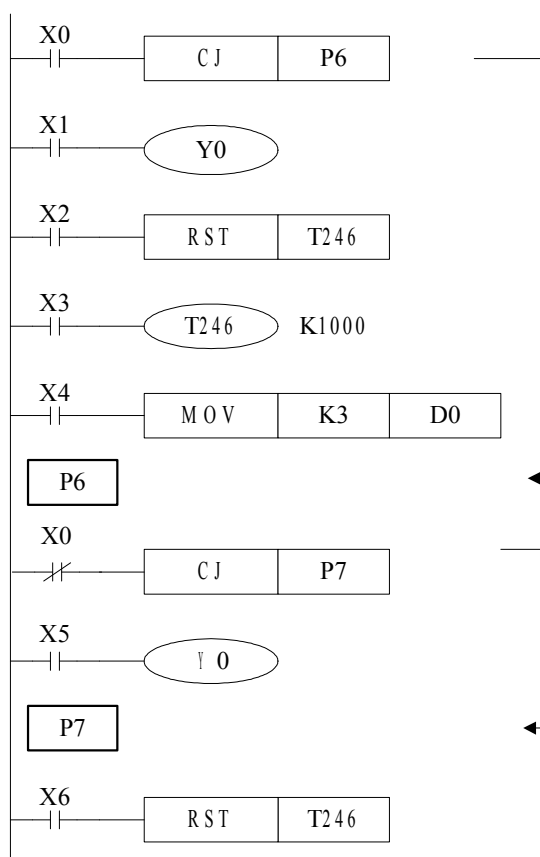 X0
CJ P6
X1
Y0
X2
RST T246
X3
T246 K1000
X4
MOV K3 D0
P6
X0
CJ P7
X5
Y 0
P7
X6
RST T246